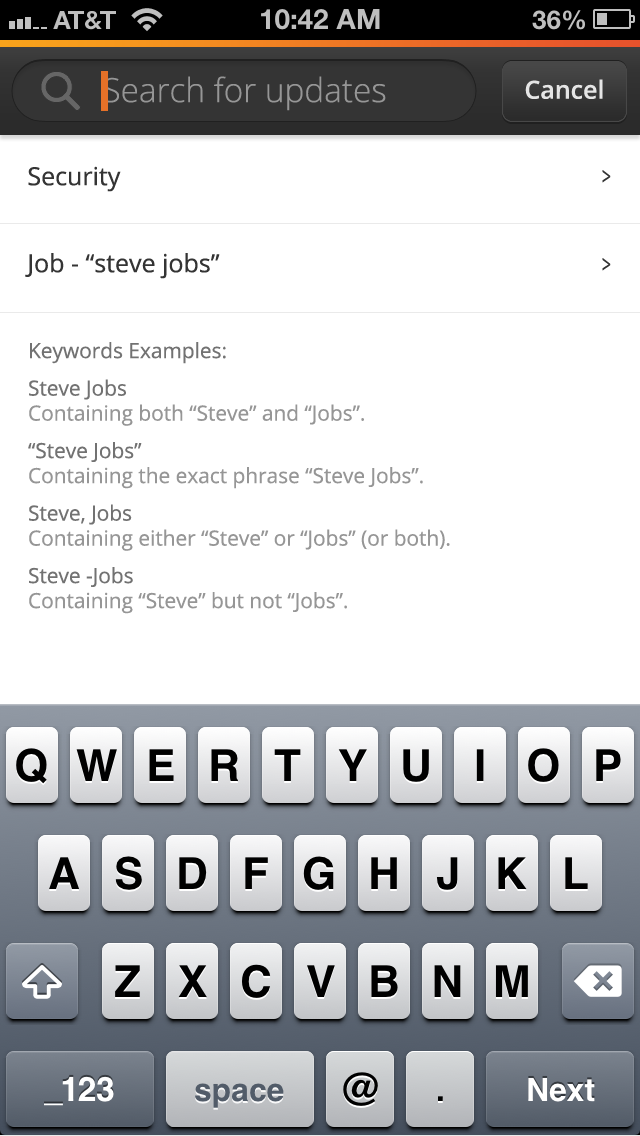 AT&T 10:42 AM 36%
Search for updates Cancel
Security >
Job - “steve jobs” >
Keywords Examples:
Steve Jobs
Containing both “Steve” and “Jobs”.
“Steve Jobs”
Containing the exact phrase “Steve Jobs”.
Steve, Jobs
Containing either “Steve” or “Jobs” (or both).
Steve -Jobs
Containing “Steve” but not “Jobs”.
Q W E R T Y U I O P
A S D F G H J K L
Z X C V B N M
_123 space @ . Next